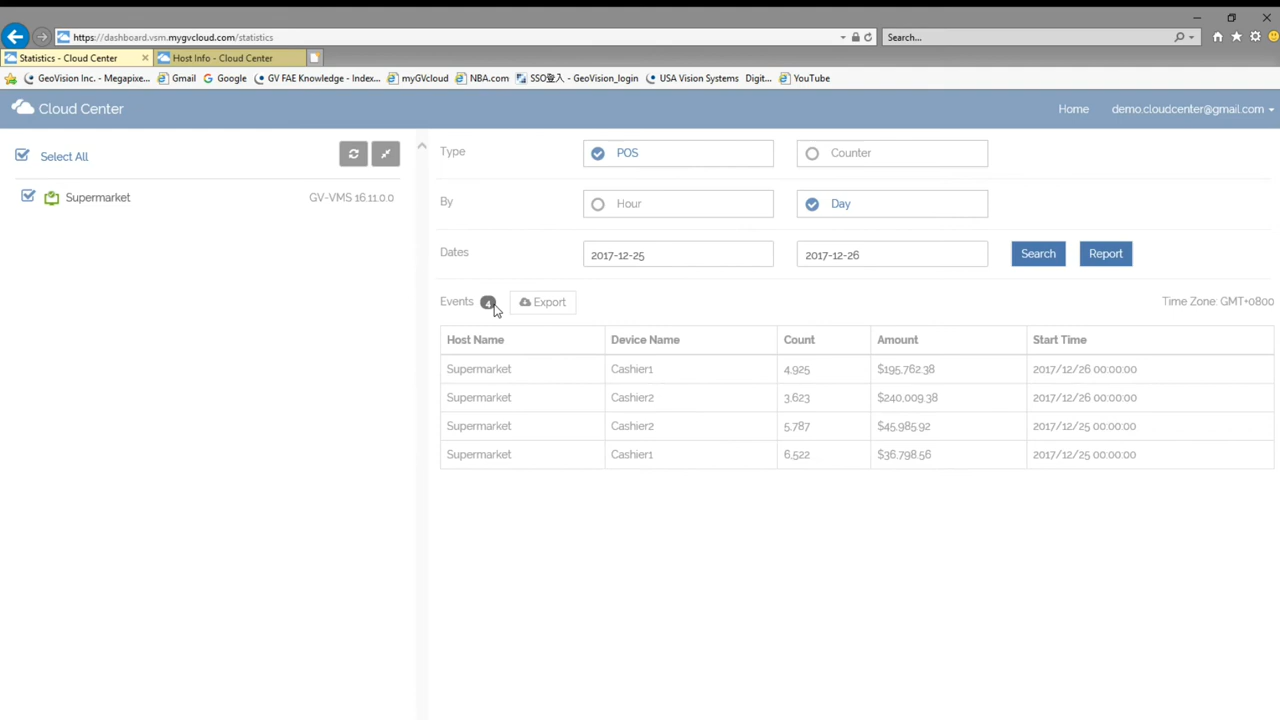 https://dashboard.vsm.mygvcloud.com/statistics
Search...
Statistics - Cloud Center
Host Info - Cloud Center
GeoVision Inc. - Megapixe...
Gmail
Google
GV FAE Knowledge - Index...
myGVcloud
NBA.com
SSO登入 - GeoVision_login
USA Vision Systems Digit...
YouTube
Cloud Center
Home
demo.cloudcenter@gmail.com
Select All
Supermarket GV-VMS 16.11.0.0
Type POS Counter
By Hour Day
Dates 2017-12-25 2017-12-26 Search Report
Events 4 Export Time Zone: GMT+0800
Host Name Device Name Count Amount Start Time
Supermarket Cashier1 4,925 $195,762.38 2017/12/26 00:00:00
Supermarket Cashier2 3,623 $240,009.38 2017/12/26 00:00:00
Supermarket Cashier2 5,787 $45,985.92 2017/12/25 00:00:00
Supermarket Cashier1 6,522 $36,798.56 2017/12/25 00:00:00